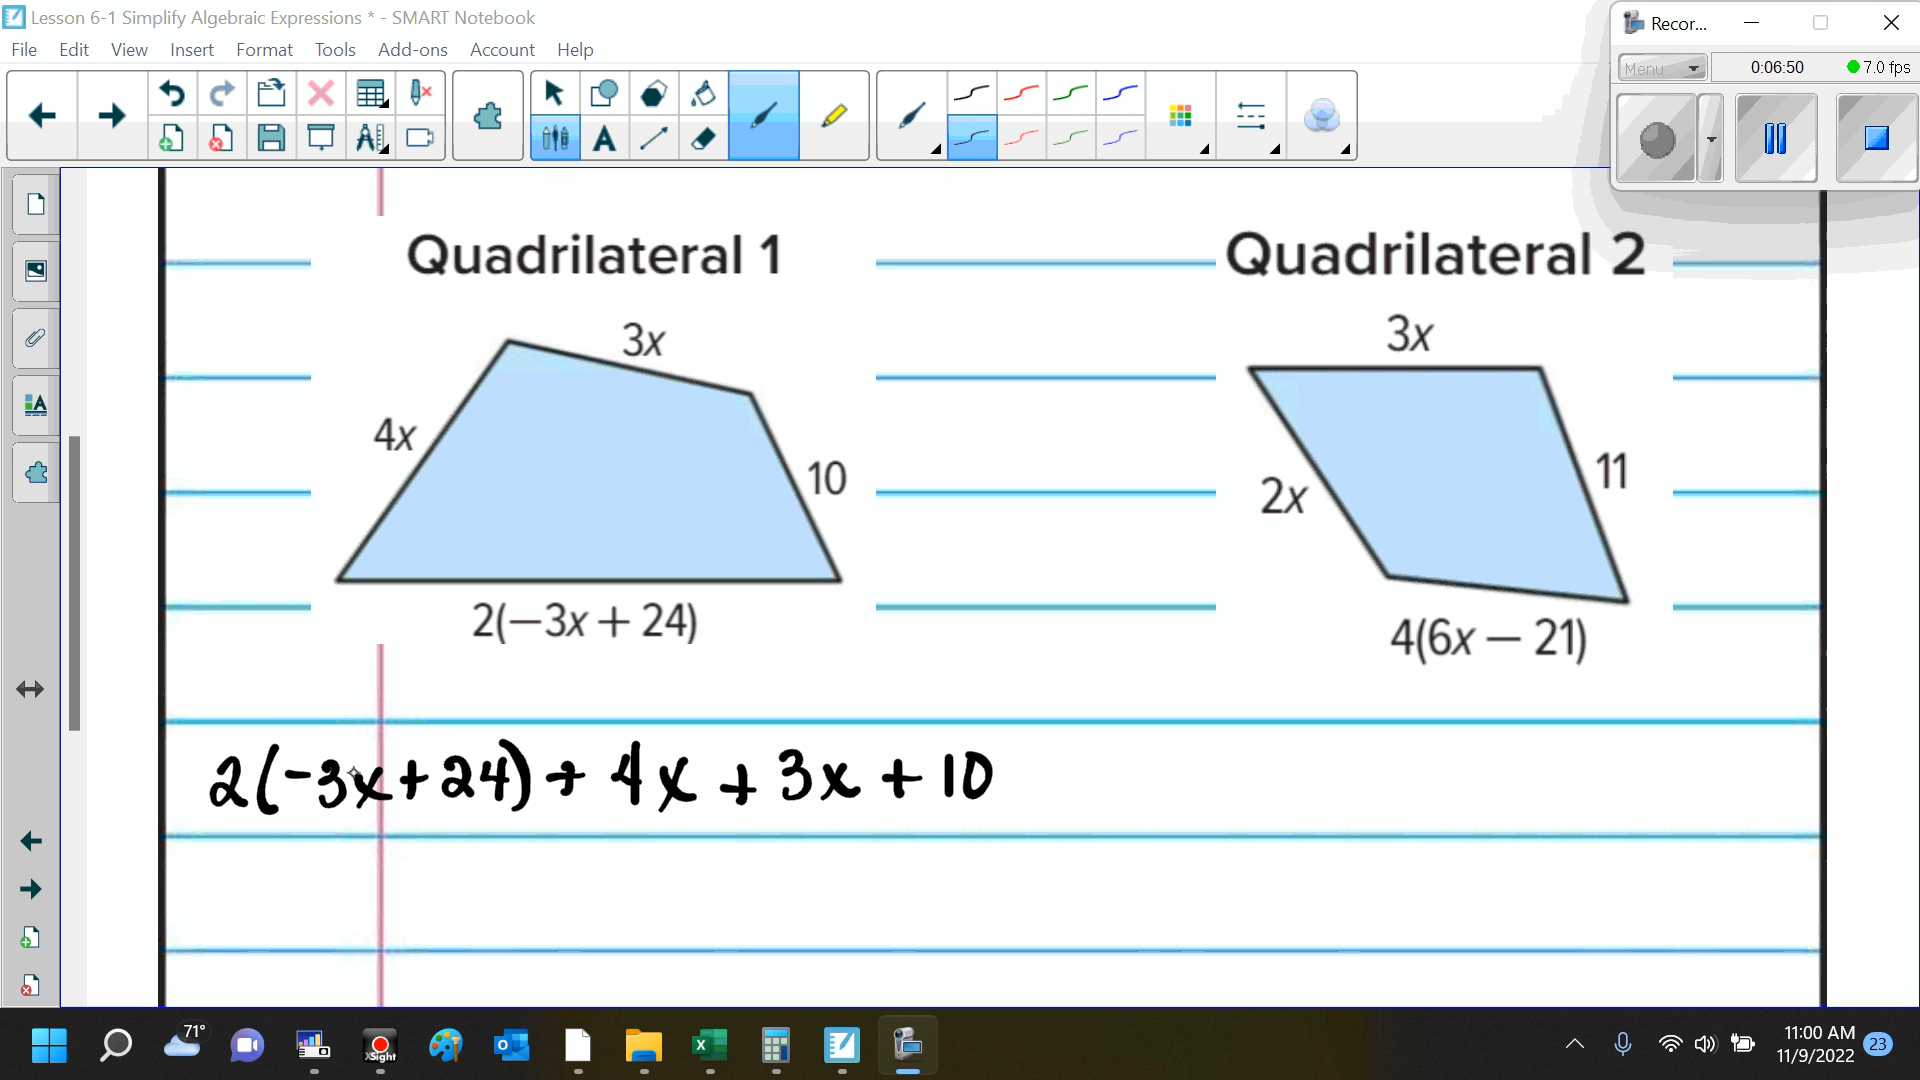 Lesson 6-1 Simplify Algebraic Expressions * - SMART Notebook
File Edit View Insert Format Tools Add-ons Account Help
Recor...
Menu 0:06:50 7.0 fps
Quadrilateral 1
3x
4x
10
2(−3x + 24)
Quadrilateral 2
3x
2x
11
4(6x − 21)
2(-3x+24) + 4x + 3x + 10
71°
XSight
11:00 AM
11/9/2022
23